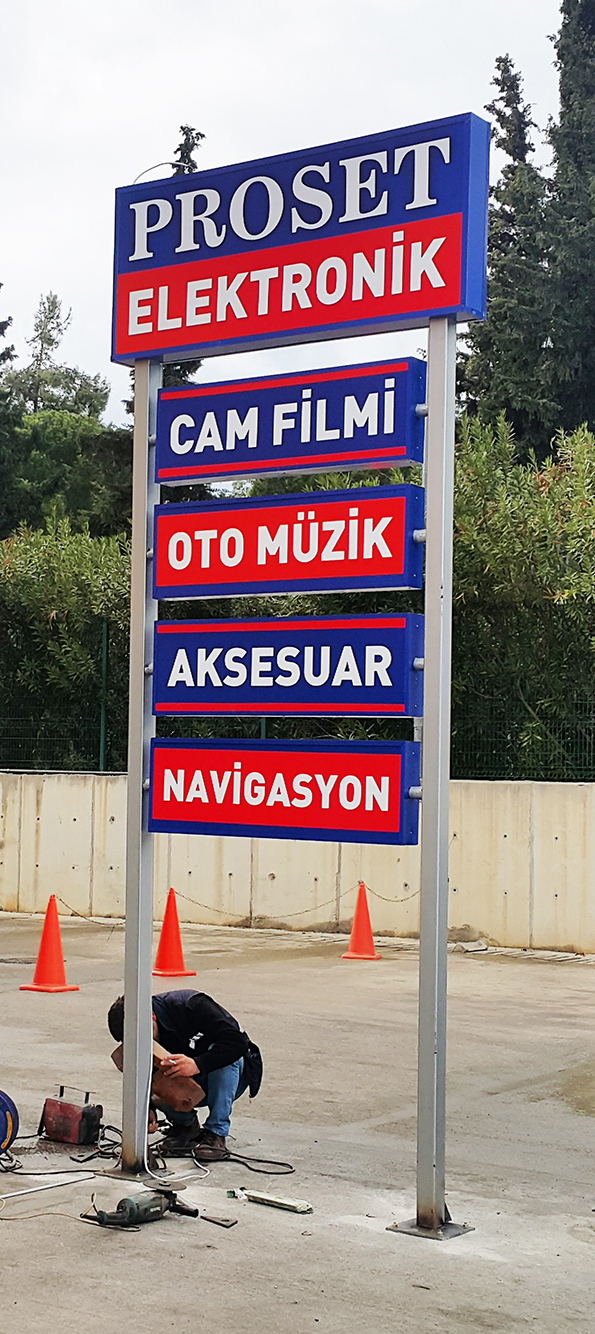 PROSET
ELEKTRONİK
CAM FİLMİ
OTO MÜZİK
AKSESUAR
NAVİGASYON